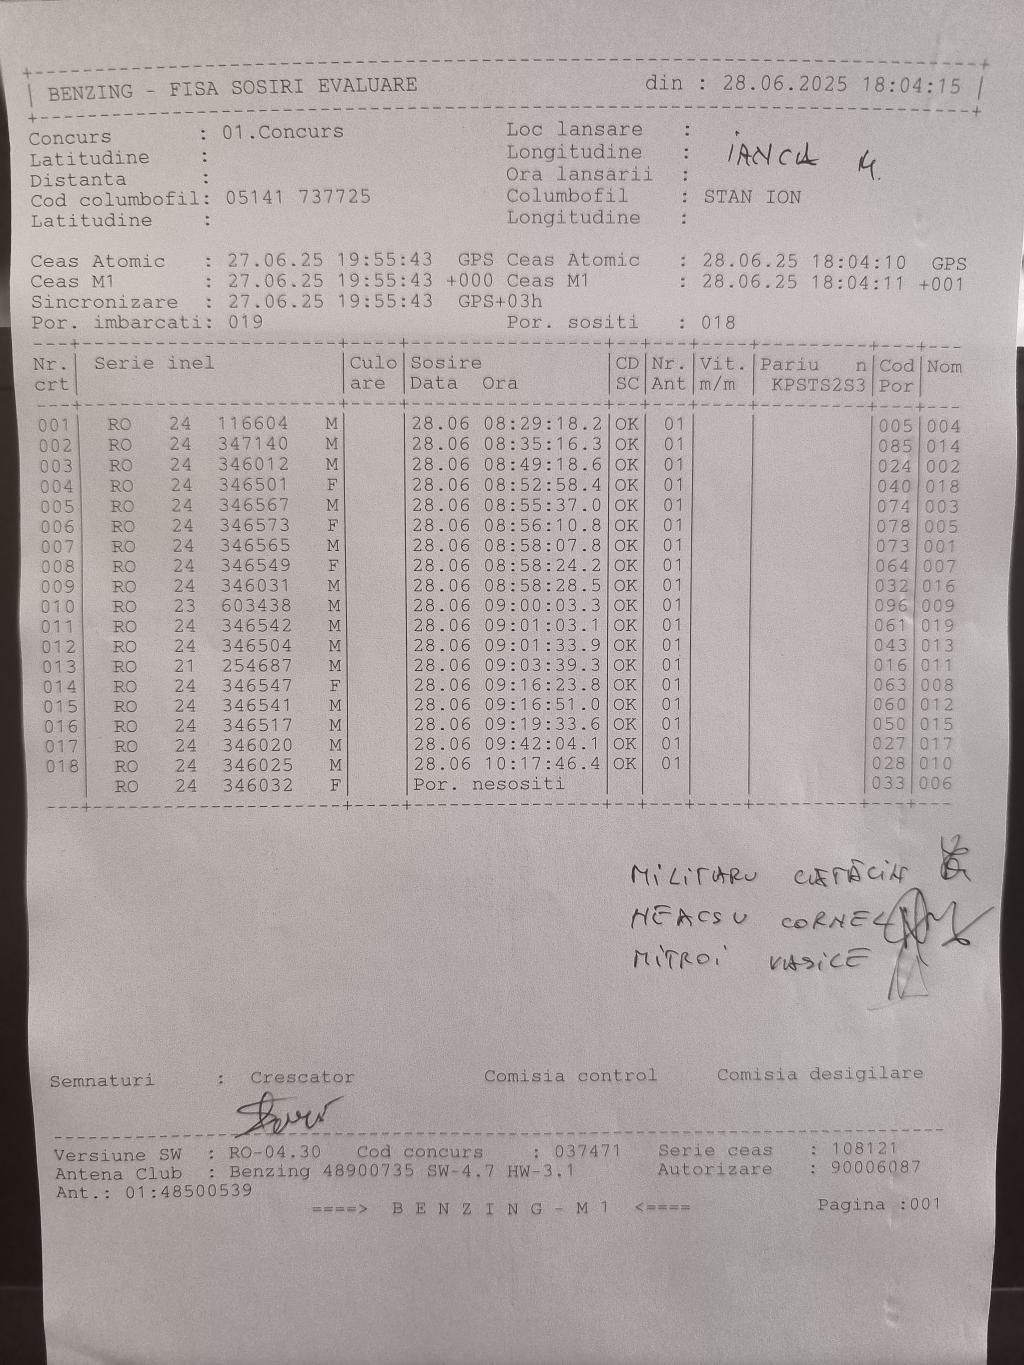 BENZING - FISA SOSIRI EVALUARE din : 28.06.2025 18:04:15
Concurs : 01.Concurs Loc lansare :
Latitudine : Longitudine : IANCA M.
Distanta : Ora lansarii :
Cod columbofil: 05141 737725 Columbofil : STAN ION
Latitudine : Longitudine :
Ceas Atomic : 27.06.25 19:55:43 GPS Ceas Atomic : 28.06.25 18:04:10 GPS
Ceas M1 : 27.06.25 19:55:43 +000 Ceas M1 : 28.06.25 18:04:11 +001
Sincronizare : 27.06.25 19:55:43 GPS+03h
Por. imbarcati: 019 Por. sositi : 018
Nr. Serie inel Culo Sosire CD Nr. Vit. Pariu n Cod Nom
crt are Data Ora SC Ant m/m KPSTS2S3 Por
001 RO 24 116604 M 28.06 08:29:18.2 OK 01 005 004
002 RO 24 347140 M 28.06 08:35:16.3 OK 01 085 014
003 RO 24 346012 M 28.06 08:49:18.6 OK 01 024 002
004 RO 24 346501 F 28.06 08:52:58.4 OK 01 040 018
005 RO 24 346567 M 28.06 08:55:37.0 OK 01 074 003
006 RO 24 346573 F 28.06 08:56:10.8 OK 01 078 005
007 RO 24 346565 M 28.06 08:58:07.8 OK 01 073 001
008 RO 24 346549 F 28.06 08:58:24.2 OK 01 064 007
009 RO 24 346031 M 28.06 08:58:28.5 OK 01 032 016
010 RO 23 603438 M 28.06 09:00:03.3 OK 01 096 009
011 RO 24 346542 M 28.06 09:01:03.1 OK 01 061 019
012 RO 24 346504 M 28.06 09:01:33.9 OK 01 043 013
013 RO 21 254687 M 28.06 09:03:39.3 OK 01 016 011
014 RO 24 346547 F 28.06 09:16:23.8 OK 01 063 008
015 RO 24 346541 M 28.06 09:16:51.0 OK 01 060 012
016 RO 24 346517 M 28.06 09:19:33.6 OK 01 050 015
017 RO 24 346020 M 28.06 09:42:04.1 OK 01 027 017
018 RO 24 346025 M 28.06 10:17:46.4 OK 01 028 010
RO 24 346032 F Por. nesositi 033 006
MILITARU CĂTĂLIN
NEACSU CORNEL
MITROI VASILE
Semnaturi : Crescator Comisia control Comisia desigilare
Versiune SW : RO-04.30 Cod concurs : 037471 Serie ceas : 108121
Antena Club : Benzing 48900735 SW-4.7 HW-3.1 Autorizare : 90006087
Ant.: 01:48500539
====> B E N Z I N G - M 1 <==== Pagina :001